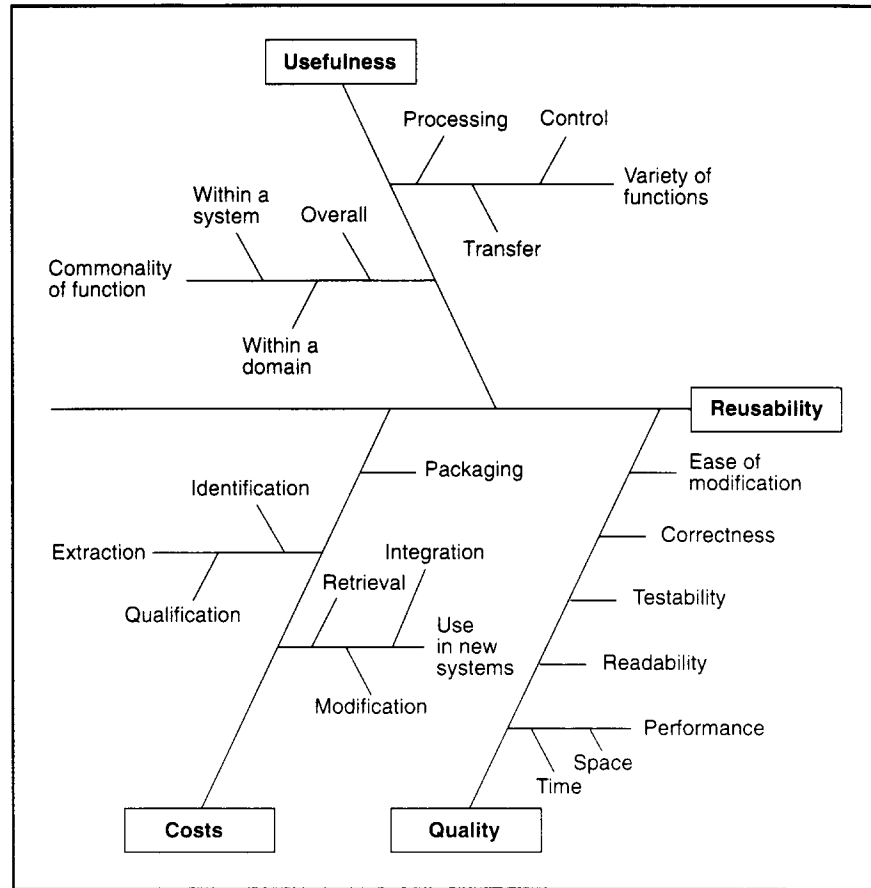 Usefulness
Processing
Control
Variety of
functions
Transfer
Within a
system
Overall
Commonality
of function
Within a
domain
Reusability
Packaging
Identification
Extraction
Qualification
Integration
Retrieval
Use
in new
systems
Modification
Costs
Ease of
modification
Correctness
Testability
Readability
Performance
Space
Time
Quality